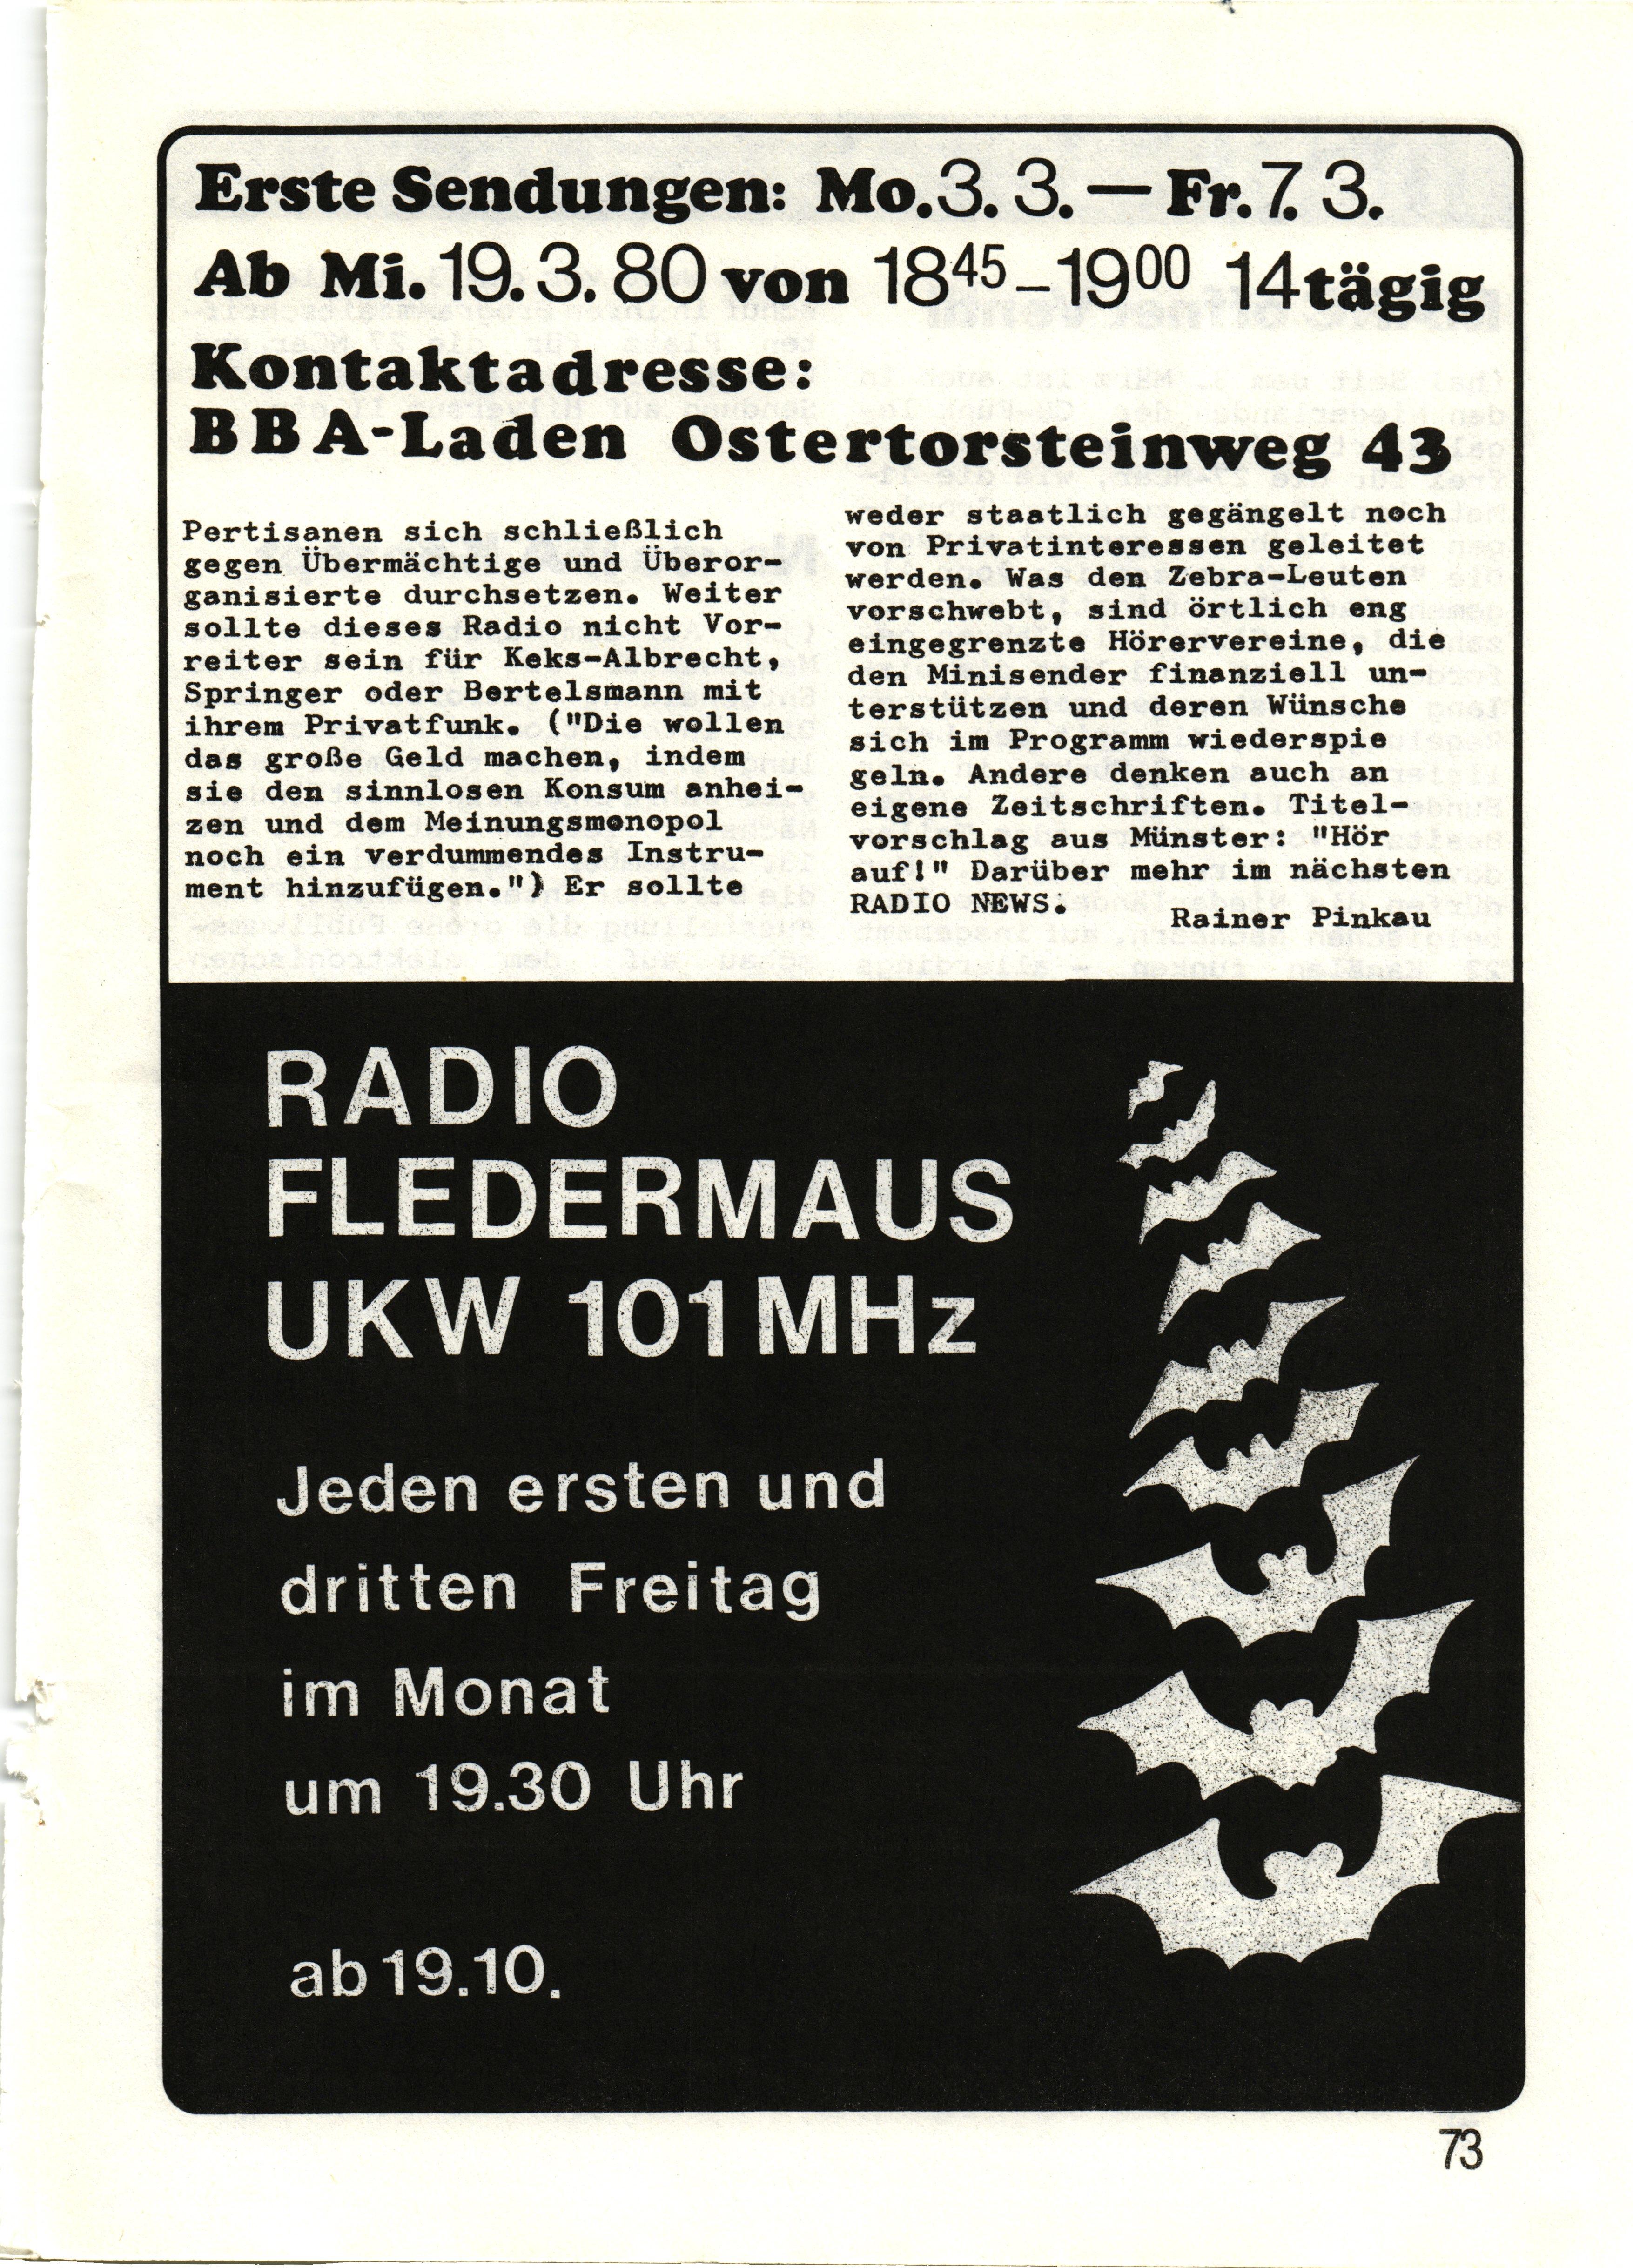 Erste Sendungen: Mo.3. 3. — Fr. 7. 3.
Ab Mi. 19. 3. 80 von 18 45 – 19 00 14tägig
Kontaktadresse:
BBA-Laden Ostertorsteinweg 43
Pertisanen sich schließlich
gegen Übermächtige und Überor-
ganisierte durchsetzen. Weiter
sollte dieses Radio nicht Vor-
reiter sein für Keks-Albrecht,
Springer oder Bertelsmann mit
ihrem Privatfunk. ("Die wollen
das große Geld machen, indem
sie den sinnlosen Konsum anhei-
zen und dem Meinungsmonopol
noch ein verdummendes Instru-
ment hinzufügen.") Er sollte
weder staatlich gegängelt noch
von Privatinteressen geleitet
werden. Was den Zebra-Leuten
vorschwebt, sind örtlich eng
eingegrenzte Hörervereine, die
den Minisender finanziell un-
terstützen und deren Wünsche
sich im Programm wiederspie
geln. Andere denken auch an
eigene Zeitschriften. Titel-
vorschlag aus Münster: "Hör
auf!" Darüber mehr im nächsten
RADIO NEWS.
Rainer Pinkau
RADIO
FLEDERMAUS
UKW 101 MHz
Jeden ersten und
dritten Freitag
im Monat
um 19.30 Uhr
ab 19.10.
73